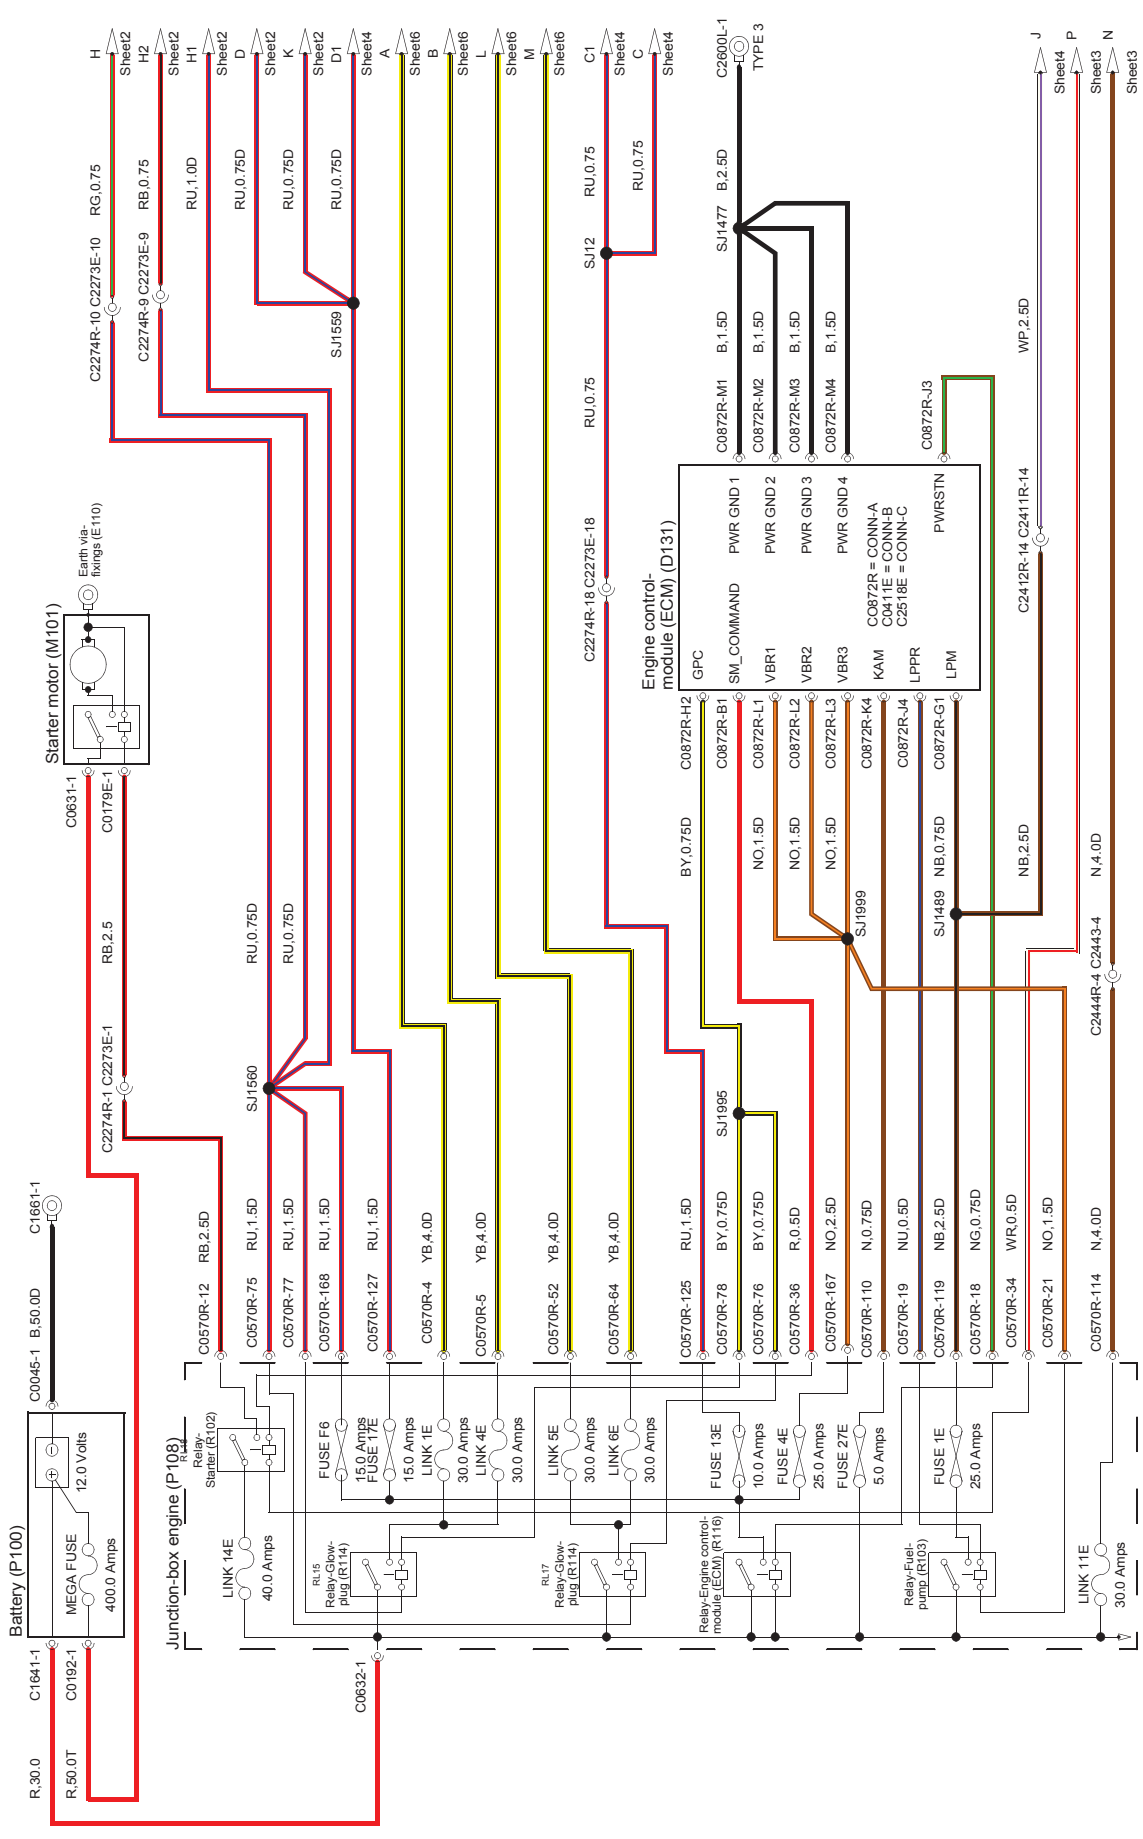 H
Sheet2
H2
Sheet2
H1
D
Sheet2
K
D1
Sheet4
A
B
Sheet6
L
Sheet6
M
C1
Sheet4
C
Sheet4
C2600L-1
TYPE 3
J
Sheet4
P
Sheet3
N
Sheet3
RG,0.75
RB,0.75
RU,1.0D
RU,0.75D
RU,0.75D
RU,0.75D
RU,0.75
RU,0.75
B,2.5D
C2274R-10 C2273E-10
C2274R-9 C2273E-9
SJ1559
SJ12
SJ1477
RU,0.75
B,1.5D
B,1.5D
B,1.5D
B,1.5D
WP,2.5D
C0872R-M1
C0872R-M2
C0872R-M3
C0872R-M4
C0872R-J3
Earth via-
fixings (E110)
Starter motor (M101)
C0631-1
C0179E-1
C2274R-18 C2273E-18
Engine control-
module (ECM) (D131)
PWR GND 1
PWR GND 2
PWR GND 3
PWR GND 4
PWRSTN
CO872R = CONN-A
C0411E = CONN-B
C2518E = CONN-C
GPC
SM_COMMAND
VBR1
VBR2
VBR3
KAM
LPPR
LPM
C2412R-14 C2411R-14
C0872R-H2
C0872R-B1
C0872R-L1
C0872R-L2
C0872R-L3
C0872R-K4
C0872R-J4
C0872R-G1
BY,0.75D
NO,1.5D
NO,1.5D
NO,1.5D
NB,0.75D
NB,2.5D
N,4.0D
RB,2.5
RU,0.75D
RU,0.75D
SJ1999
SJ1489
C2444R-4 C2443-4
C2274R-1 C2273E-1
SJ1560
SJ1995
C1661-1
B,50.0D
C0045-1
RB,2.5D
RU,1.5D
RU,1.5D
RU,1.5D
RU,1.5D
YB,4.0D
YB,4.0D
YB,4.0D
YB,4.0D
RU,1.5D
BY,0.75D
BY,0.75D
R,0.5D
NO,2.5D
N,0.75D
NU,0.5D
NB,2.5D
NG,0.75D
WR,0.5D
NO,1.5D
N,4.0D
C0570R-12
C0570R-75
C0570R-77
C0570R-168
C0570R-127
C0570R-4
C0570R-5
C0570R-52
C0570R-64
C0570R-125
C0570R-78
C0570R-76
C0570R-36
C0570R-167
C0570R-110
C0570R-19
C0570R-119
C0570R-18
C0570R-34
C0570R-21
C0570R-114
Battery (P100)
12.0 Volts
MEGA FUSE
400.0 Amps
C1641-1
C0192-1
R,30.0
R,50.0T
Junction-box engine (P108)
Relay-
Starter (R102)
LINK 14E
40.0 Amps
FUSE F6
15.0 Amps
FUSE 17E
15.0 Amps
LINK 1E
30.0 Amps
LINK 4E
30.0 Amps
LINK 5E
30.0 Amps
LINK 6E
30.0 Amps
FUSE 13E
10.0 Amps
FUSE 4E
25.0 Amps
FUSE 27E
5.0 Amps
FUSE 1E
25.0 Amps
RL15
Relay-Glow-
plug (R114)
RL17
Relay-Glow-
plug (R114)
Relay-Engine control-
module (ECM) (R116)
Relay-Fuel-
pump (R103)
LINK 11E
30.0 Amps
C0632-1